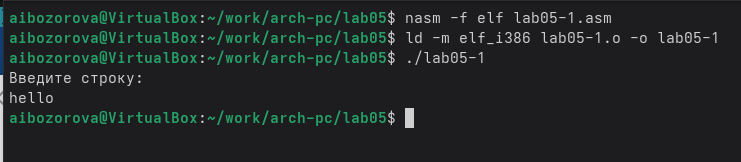 aibozorova@VirtualBox:~/work/arch-pc/lab05$ nasm -f elf lab05-1.asm
aibozorova@VirtualBox:~/work/arch-pc/lab05$ ld -m elf_i386 lab05-1.o -o lab05-1
aibozorova@VirtualBox:~/work/arch-pc/lab05$ ./lab05-1
Введите строку:
hello
aibozorova@VirtualBox:~/work/arch-pc/lab05$